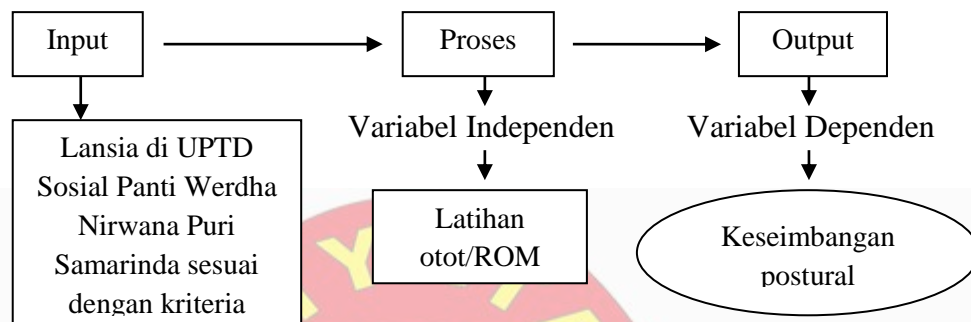 Input
Proses
Output
Variabel Independen
Variabel Dependen
Lansia di UPTD
Sosial Panti Werdha
Nirwana Puri
Samarinda sesuai
dengan kriteria
Latihan
otot/ROM
Keseimbangan
postural